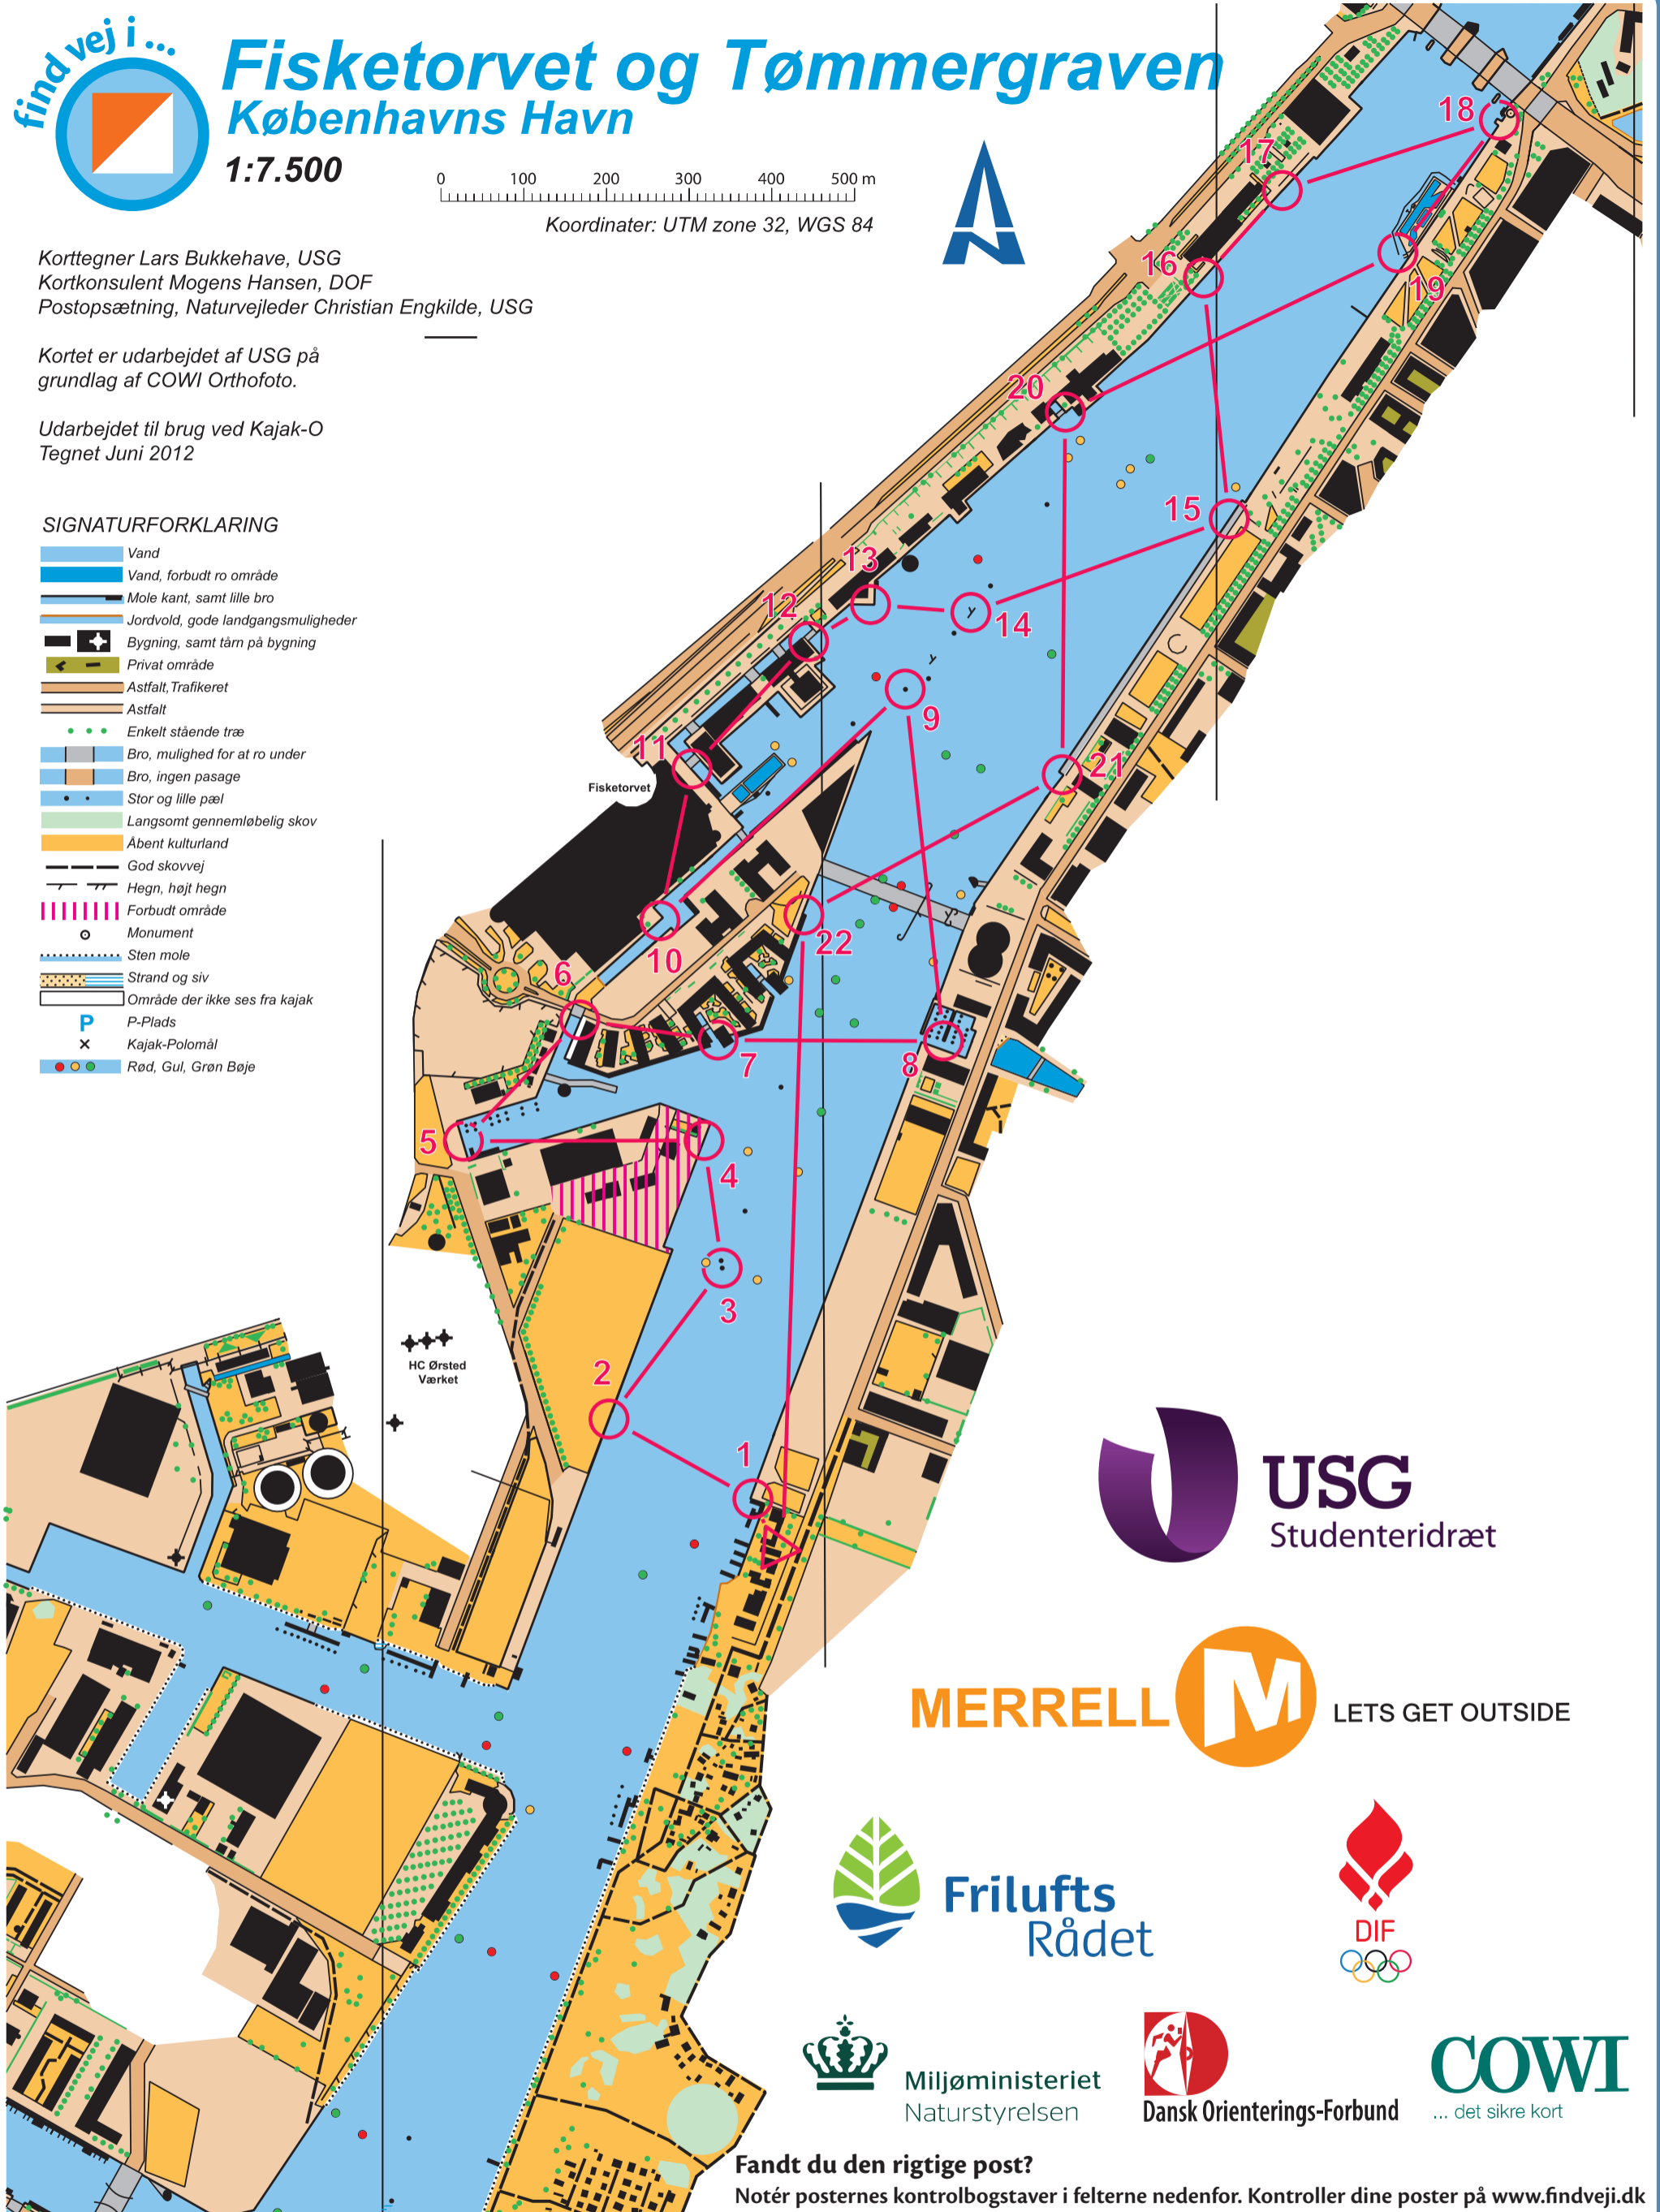 find vej i ...
Fisketorvet og Tømmergraven
Københavns Havn
1:7.500
0 100 200 300 400 500 m
Koordinater: UTM zone 32, WGS 84
Korttegner Lars Bukkehave, USG
Kortkonsulent Mogens Hansen, DOF
Postopsætning, Naturvejleder Christian Engkilde, USG
Kortet er udarbejdet af USG på
grundlag af COWI Orthofoto.
Udarbejdet til brug ved Kajak-O
Tegnet Juni 2012
SIGNATURFORKLARING
Vand
Vand, forbudt ro område
Mole kant, samt lille bro
Jordvold, gode landgangsmuligheder
Bygning, samt tårn på bygning
Privat område
Astfalt,Trafikeret
Astfalt
Enkelt stående træ
Bro, mulighed for at ro under
Bro, ingen pasage
Stor og lille pæl
Langsomt gennemløbelig skov
Åbent kulturland
God skovvej
Hegn, højt hegn
Forbudt område
Monument
Sten mole
Strand og siv
Område der ikke ses fra kajak
P
P-Plads
Kajak-Polomål
Rød, Gul, Grøn Bøje
18
17
16
19
20
15
13
12
14
9
11
Fisketorvet
21
22
10
6
7
8
5
4
3
HC Ørsted
Værket
2
1
USG
Studenteridræt
MERRELL M LETS GET OUTSIDE
Frilufts
Rådet
DIF
Miljøministeriet
Naturstyrelsen
Dansk Orienterings-Forbund
COWI
... det sikre kort
Fandt du den rigtige post?
Notér posternes kontrolbogstaver i felterne nedenfor. Kontroller dine poster på www.findveji.dk